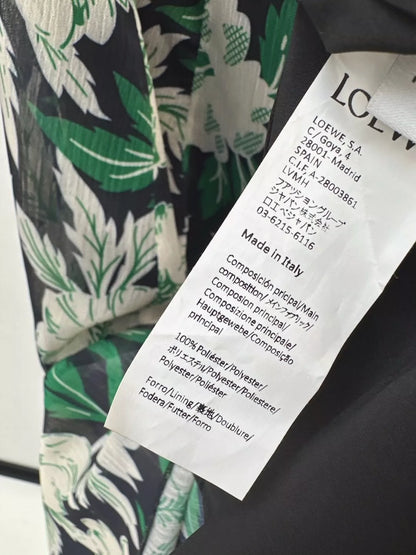 LOEWE
LOEWE, S.A.
C/ Goya, 4
28001- Madrid
SPAIN
C.I.F. A-28003861
LVMH
ファッショングループ
ジャパン株式会社
ロエベジャパン
03-6215-6116
Made in Italy
Composición pricipal/Main
composition/メインファブリック/
Composition principal/
Composizione principale/
Hauptgewebe/Composição
principal
100% Poliéster/Polyester/
ポリエステル/Polyester/Poliestere/
Polyester/Poliéster
Forro/Lining/裏地/Doublure/
Fodera/Futter/Forro